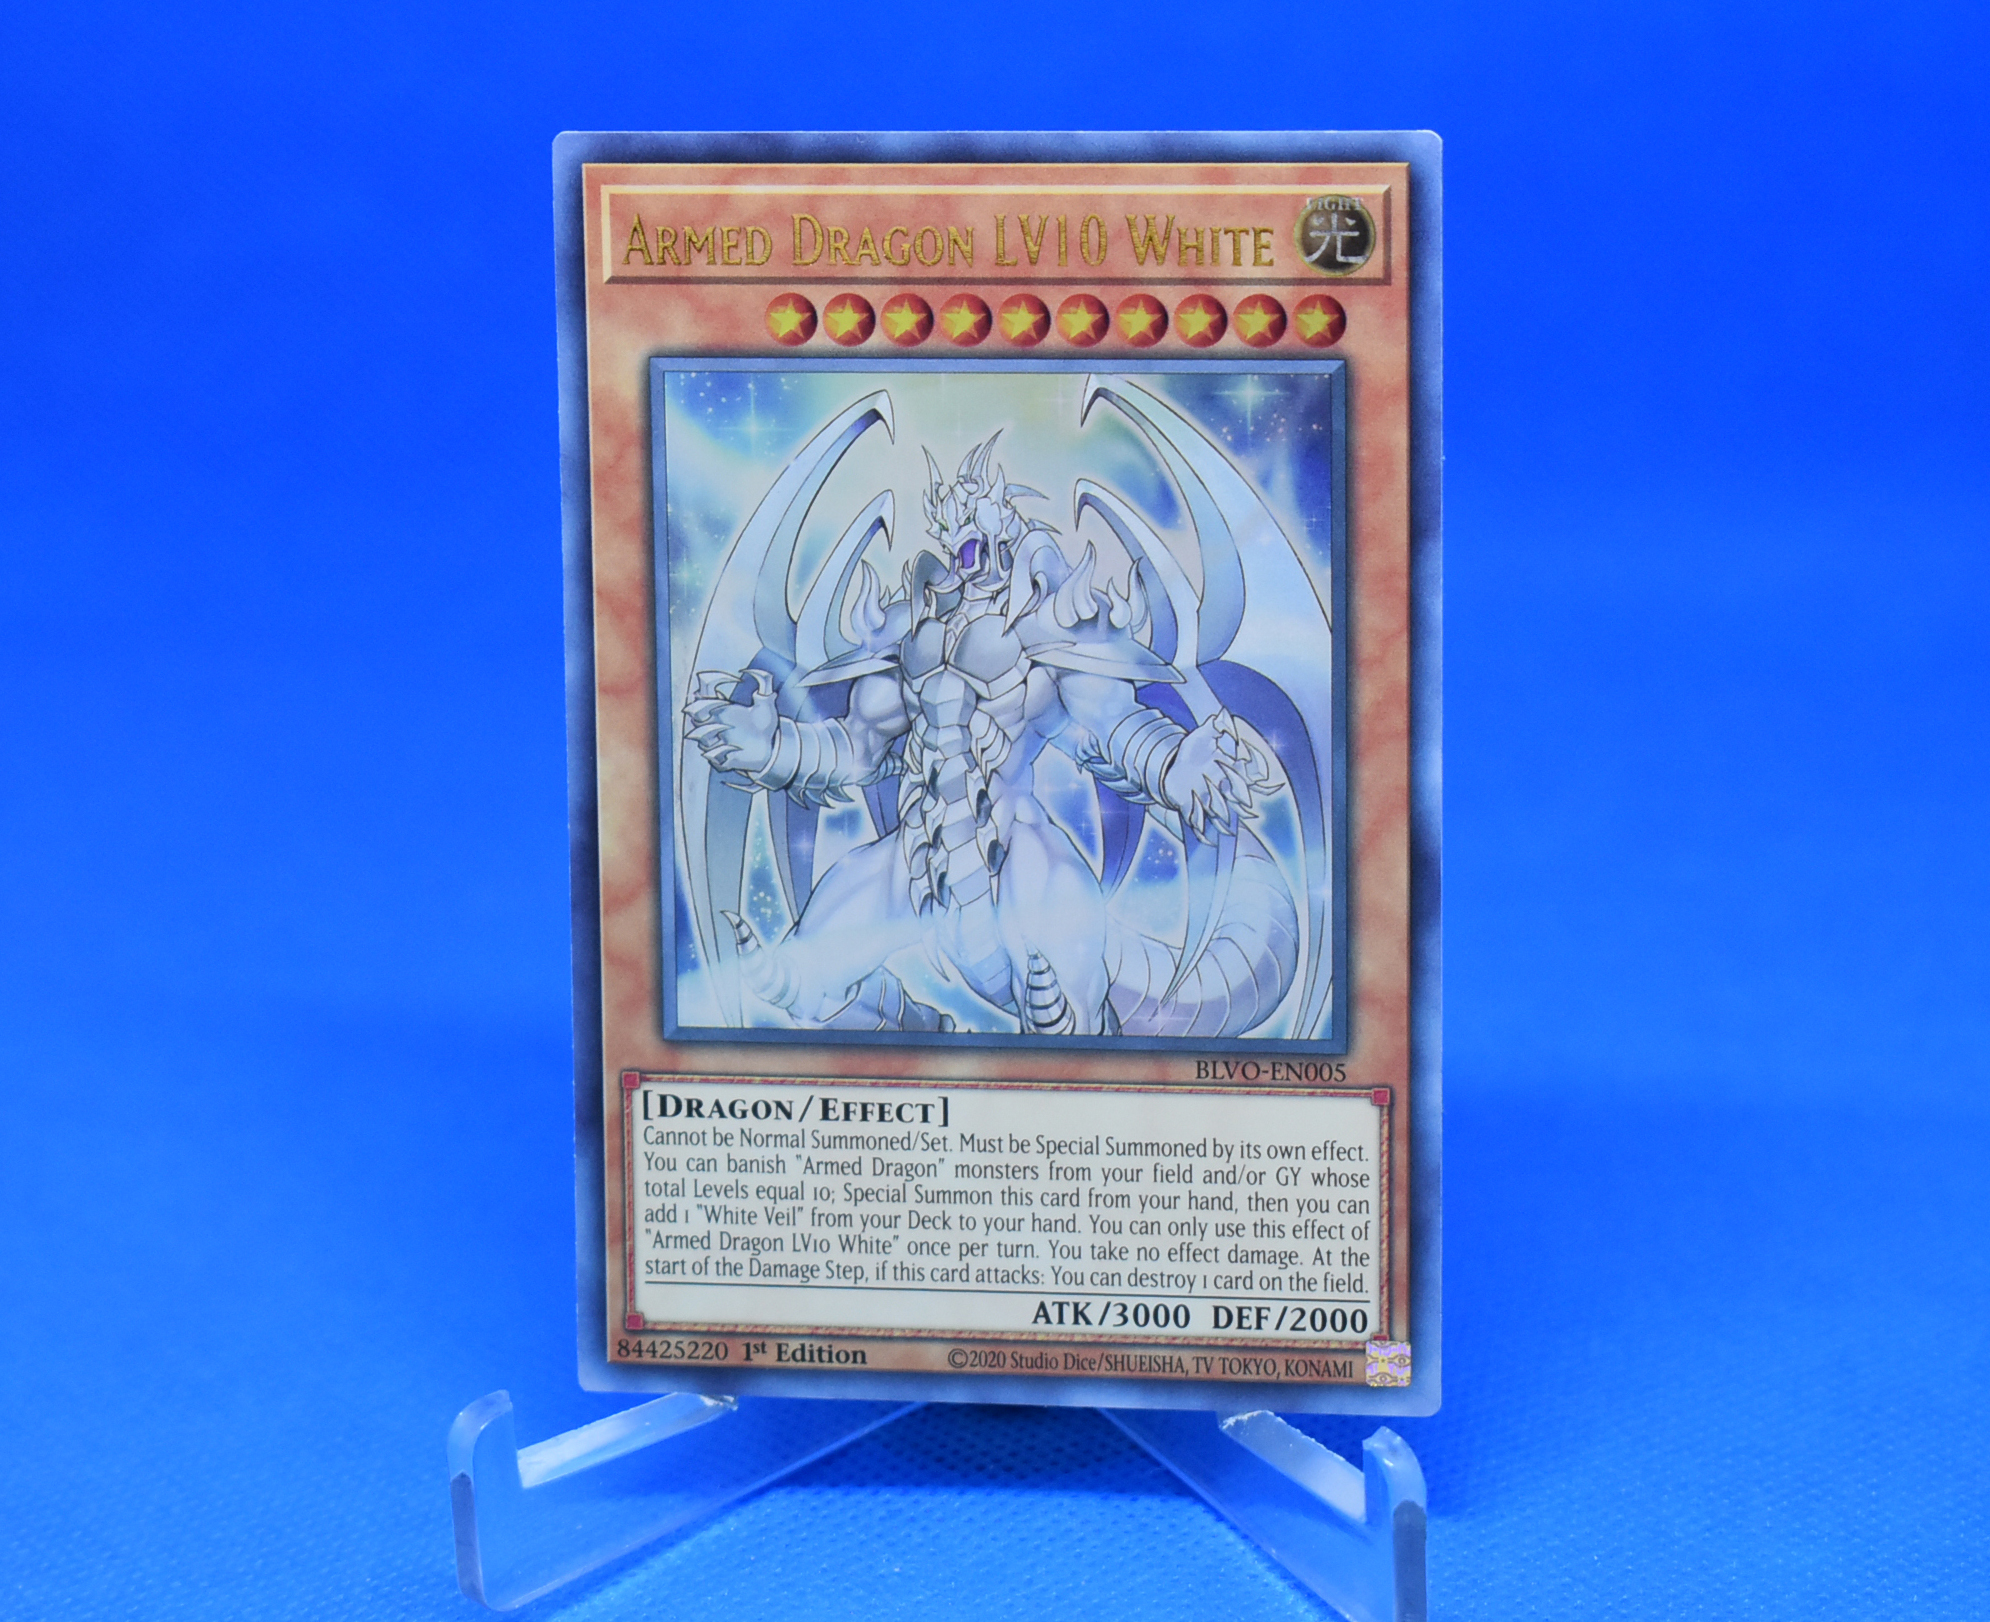 ARMED DRAGON LV10 WHITE
LIGHT
光
BLVO-EN005
[DRAGON/EFFECT]
Cannot be Normal Summoned/Set. Must be Special Summoned by its own effect.
You can banish "Armed Dragon" monsters from your field and/or GY whose
total Levels equal 10; Special Summon this card from your hand, then you can
add 1 "White Veil" from your Deck to your hand. You can only use this effect of
"Armed Dragon LV10 White" once per turn. You take no effect damage. At the
start of the Damage Step, if this card attacks: You can destroy 1 card on the field.
ATK/3000 DEF/2000
84425220 1st Edition
©2020 Studio Dice/SHUEISHA, TV TOKYO, KONAMI